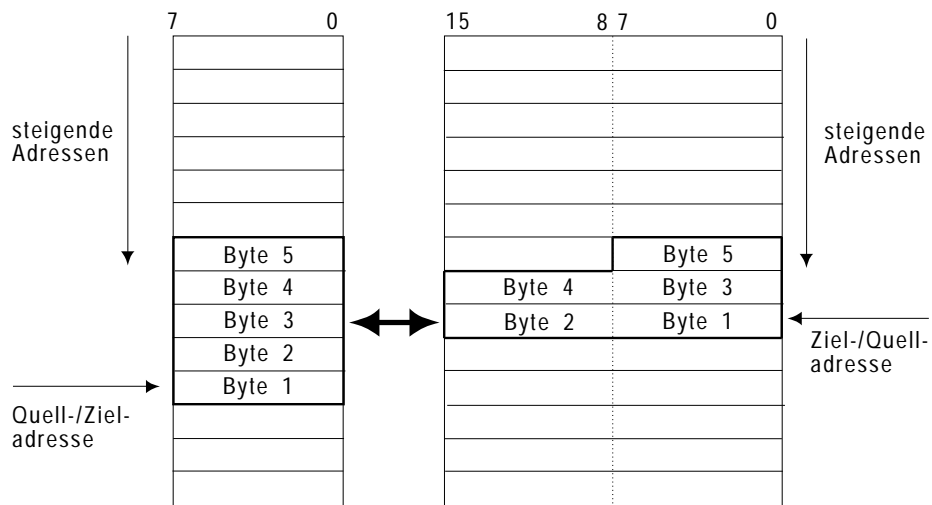 7 0
15 8 7 0
steigende
Adressen
steigende
Adressen
Byte 5
Byte 4
Byte 3
Byte 2
Byte 1
Byte 5
Byte 4 Byte 3
Byte 2 Byte 1
Quell-/Ziel-
adresse
Ziel-/Quell-
adresse